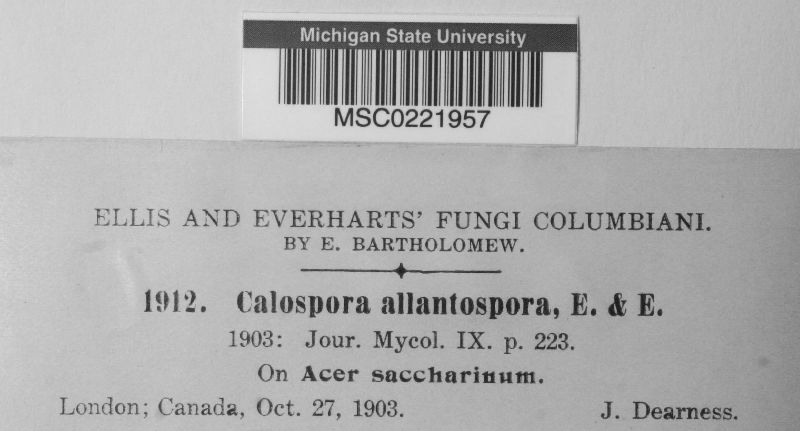 Michigan State University
MSC0221957
ELLIS AND EVERHARTS' FUNGI COLUMBIANI.
BY E. BARTHOLOMEW.
1912. Calospora allantospora, E. & E.
1903: Jour. Mycol. IX. p. 223.
On Acer saccharinum.
London; Canada, Oct. 27, 1903. J. Dearness.